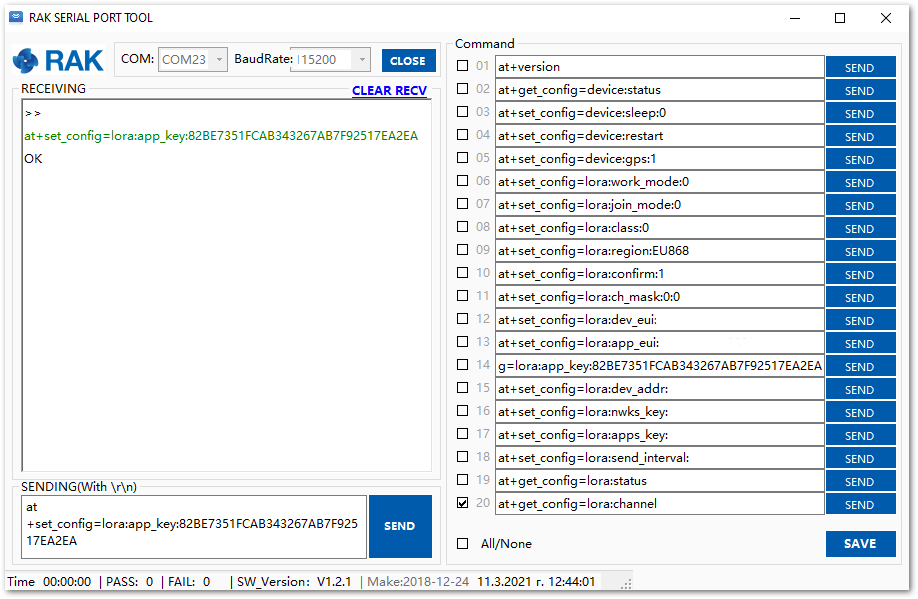 RAK SERIAL PORT TOOL
RAK
COM: COM23 BaudRate: 115200 CLOSE
RECEIVING CLEAR RECV
>>
at+set_config=lora:app_key:82BE7351FCAB343267AB7F92517EA2EA
OK
SENDING(With \r\n)
at
+set_config=lora:app_key:82BE7351FCAB343267AB7F925
17EA2EA
SEND
Command
01 at+version SEND
02 at+get_config=device:status SEND
03 at+set_config=device:sleep:0 SEND
04 at+set_config=device:restart SEND
05 at+set_config=device:gps:1 SEND
06 at+set_config=lora:work_mode:0 SEND
07 at+set_config=lora:join_mode:0 SEND
08 at+set_config=lora:class:0 SEND
09 at+set_config=lora:region:EU868 SEND
10 at+set_config=lora:confirm:1 SEND
11 at+set_config=lora:ch_mask:0:0 SEND
12 at+set_config=lora:dev_eui: SEND
13 at+set_config=lora:app_eui: SEND
14 g=lora:app_key:82BE7351FCAB343267AB7F92517EA2EA SEND
15 at+set_config=lora:dev_addr: SEND
16 at+set_config=lora:nwks_key: SEND
17 at+set_config=lora:apps_key: SEND
18 at+set_config=lora:send_interval: SEND
19 at+get_config=lora:status SEND
20 at+get_config=lora:channel SEND
All/None SAVE
Time 00:00:00 | PASS: 0 | FAIL: 0 | SW_Version: V1.2.1 | Make:2018-12-24 11.3.2021 г. 12:44:01